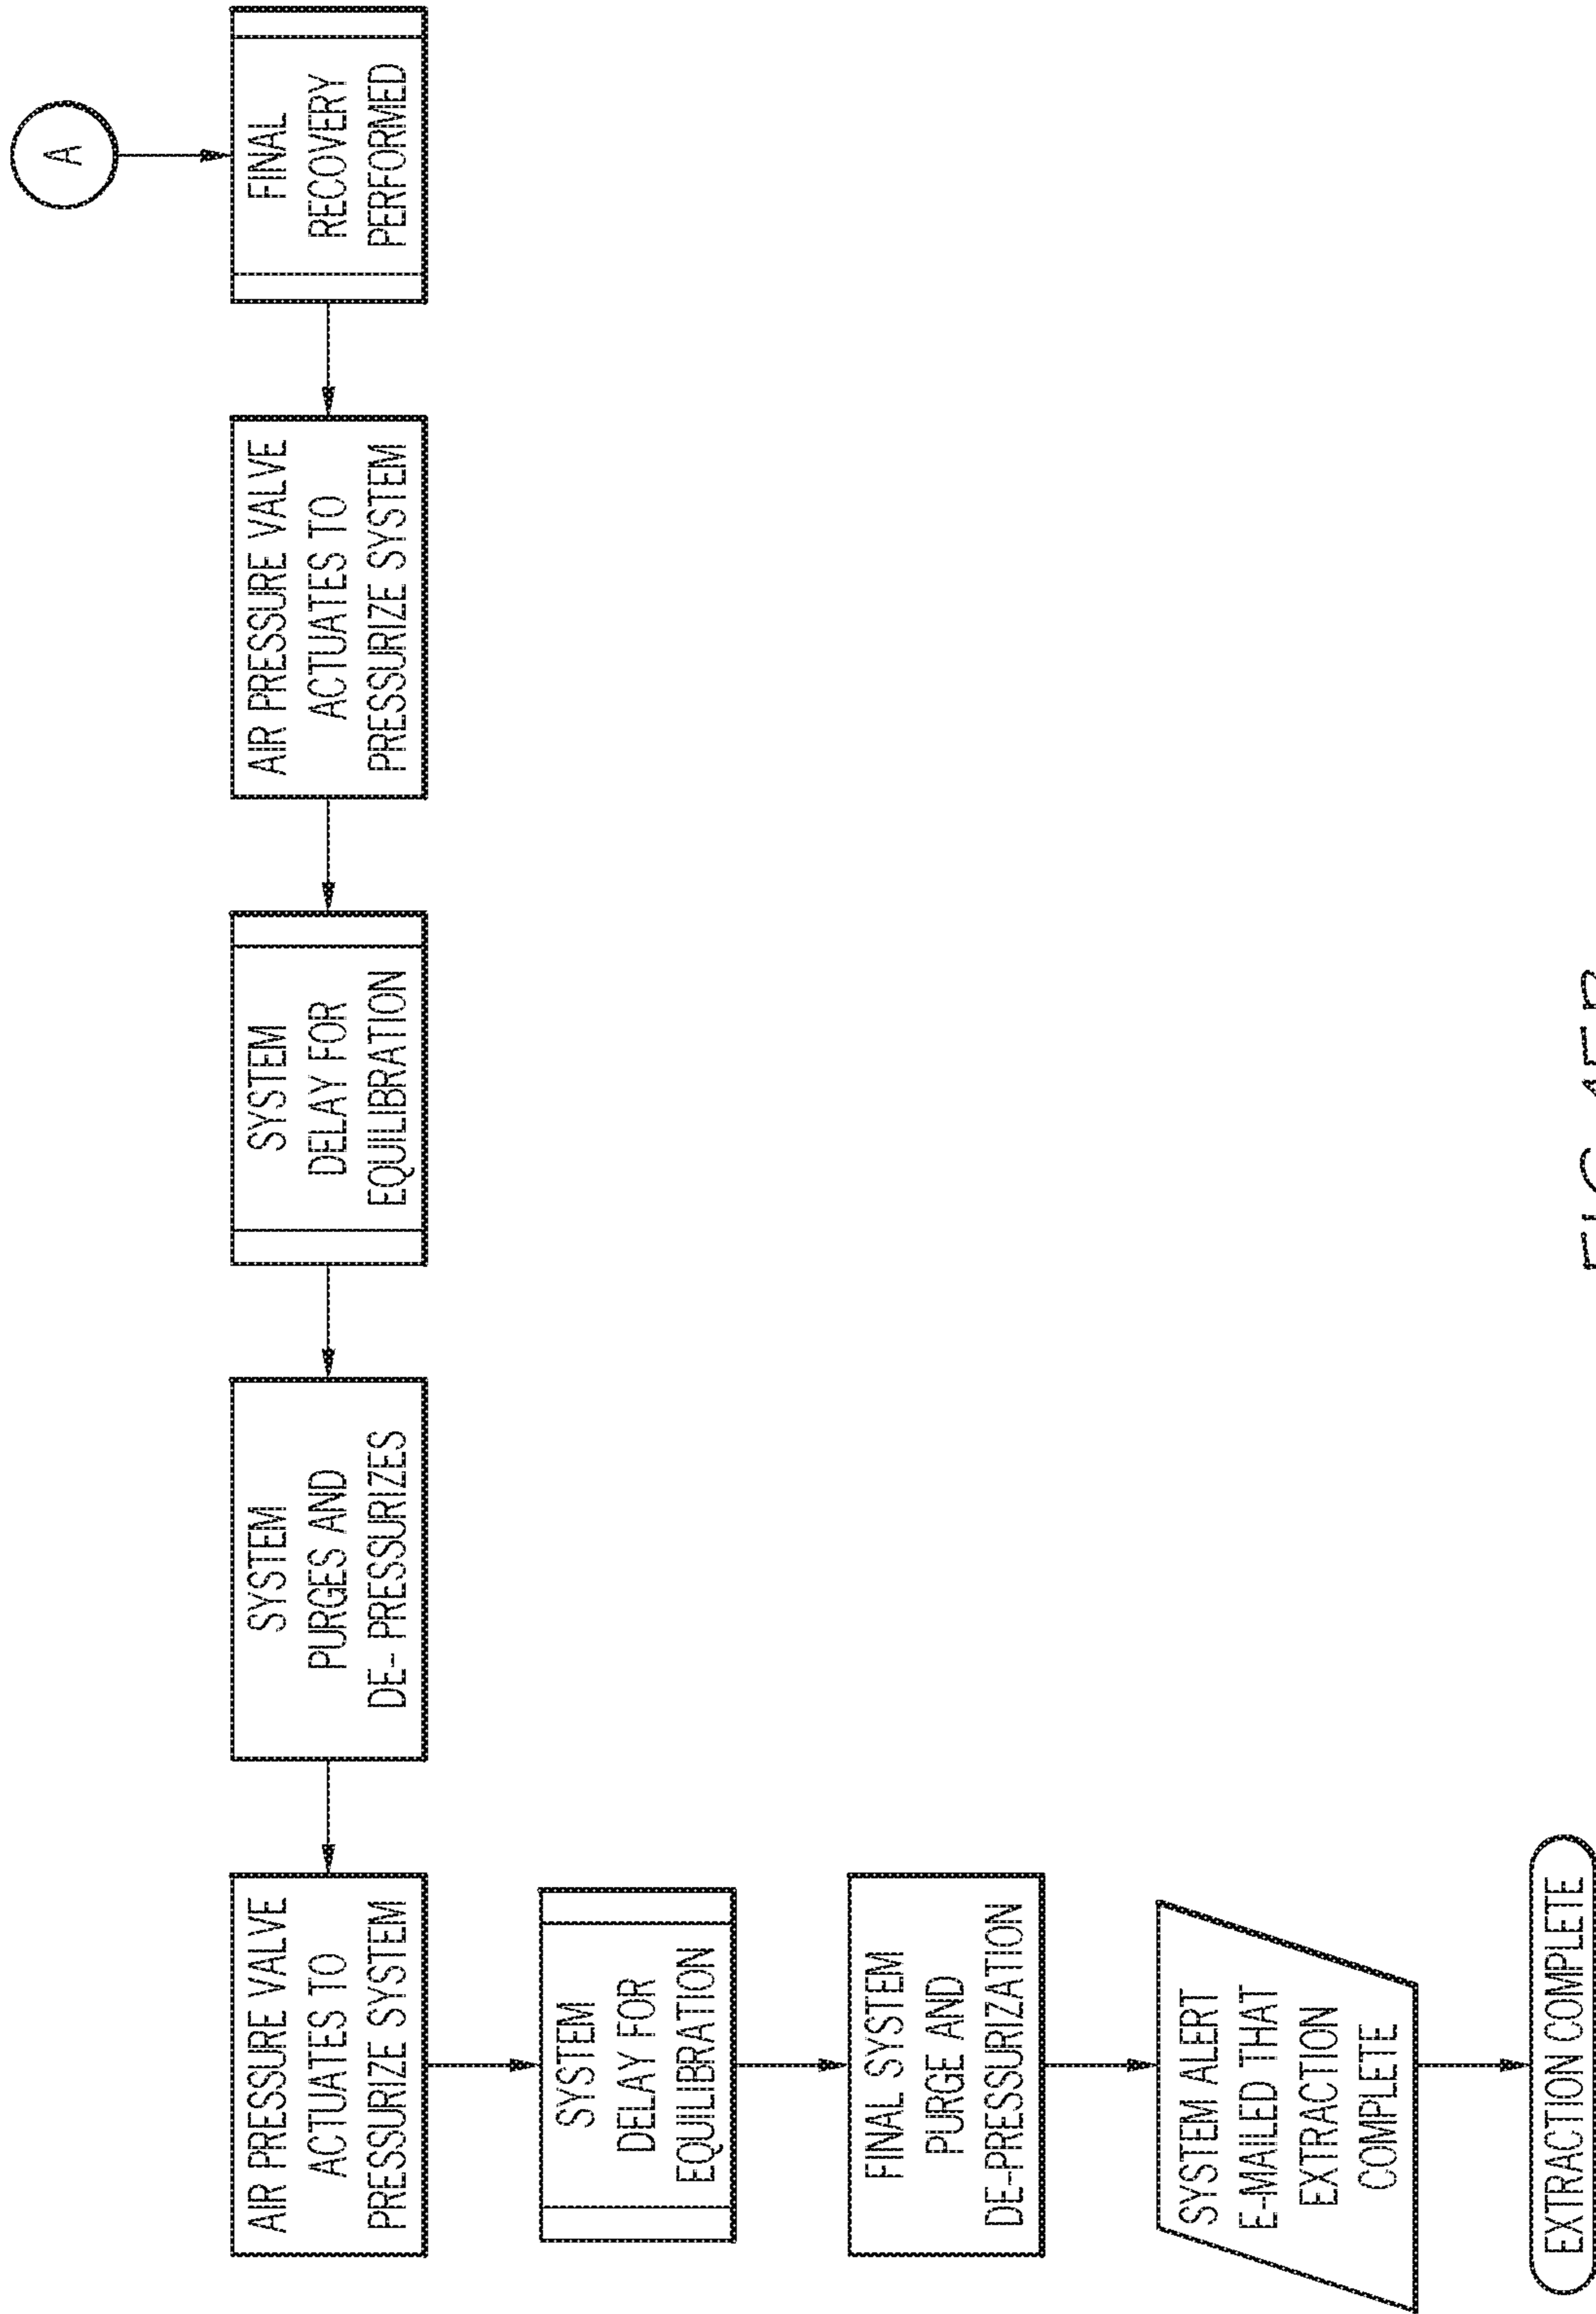 A
FINAL
RECOVERY
PERFORMED
AIR PRESSURE VALVE
ACTUATES TO
PRESSURIZE SYSTEM
SYSTEM
DELAY FOR
EQUILIBRATION
SYSTEM
PURGES AND
DE- PRESSURIZES
AIR PRESSURE VALVE
ACTUATES TO
PRESSURIZE SYSTEM
SYSTEM
DELAY FOR
EQUILIBRATION
FINAL SYSTEM
PURGE AND
DE-PRESSURIZATION
SYSTEM ALERT
E-MAILED THAT
EXTRACTION
COMPLETE
EXTRACTION COMPLETE